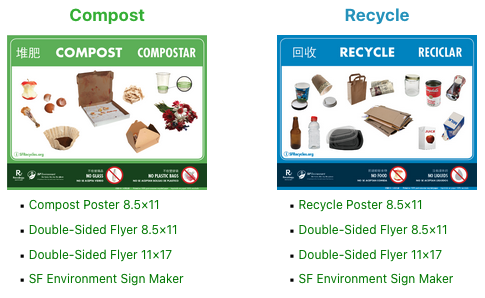 Compost
堆肥 COMPOST COMPOSTAR
SFRecycles.org
NO GLASS
NO PLASTIC BAGS
Compost Poster 8.5×11
Double-Sided Flyer 8.5×11
Double-Sided Flyer 11×17
SF Environment Sign Maker
Recycle
回收 RECYCLE RECICLAR
SFRecycles.org
NO FOOD
NO LIQUIDS
Recycle Poster 8.5×11
Double-Sided Flyer 8.5×11
Double-Sided Flyer 11×17
SF Environment Sign Maker